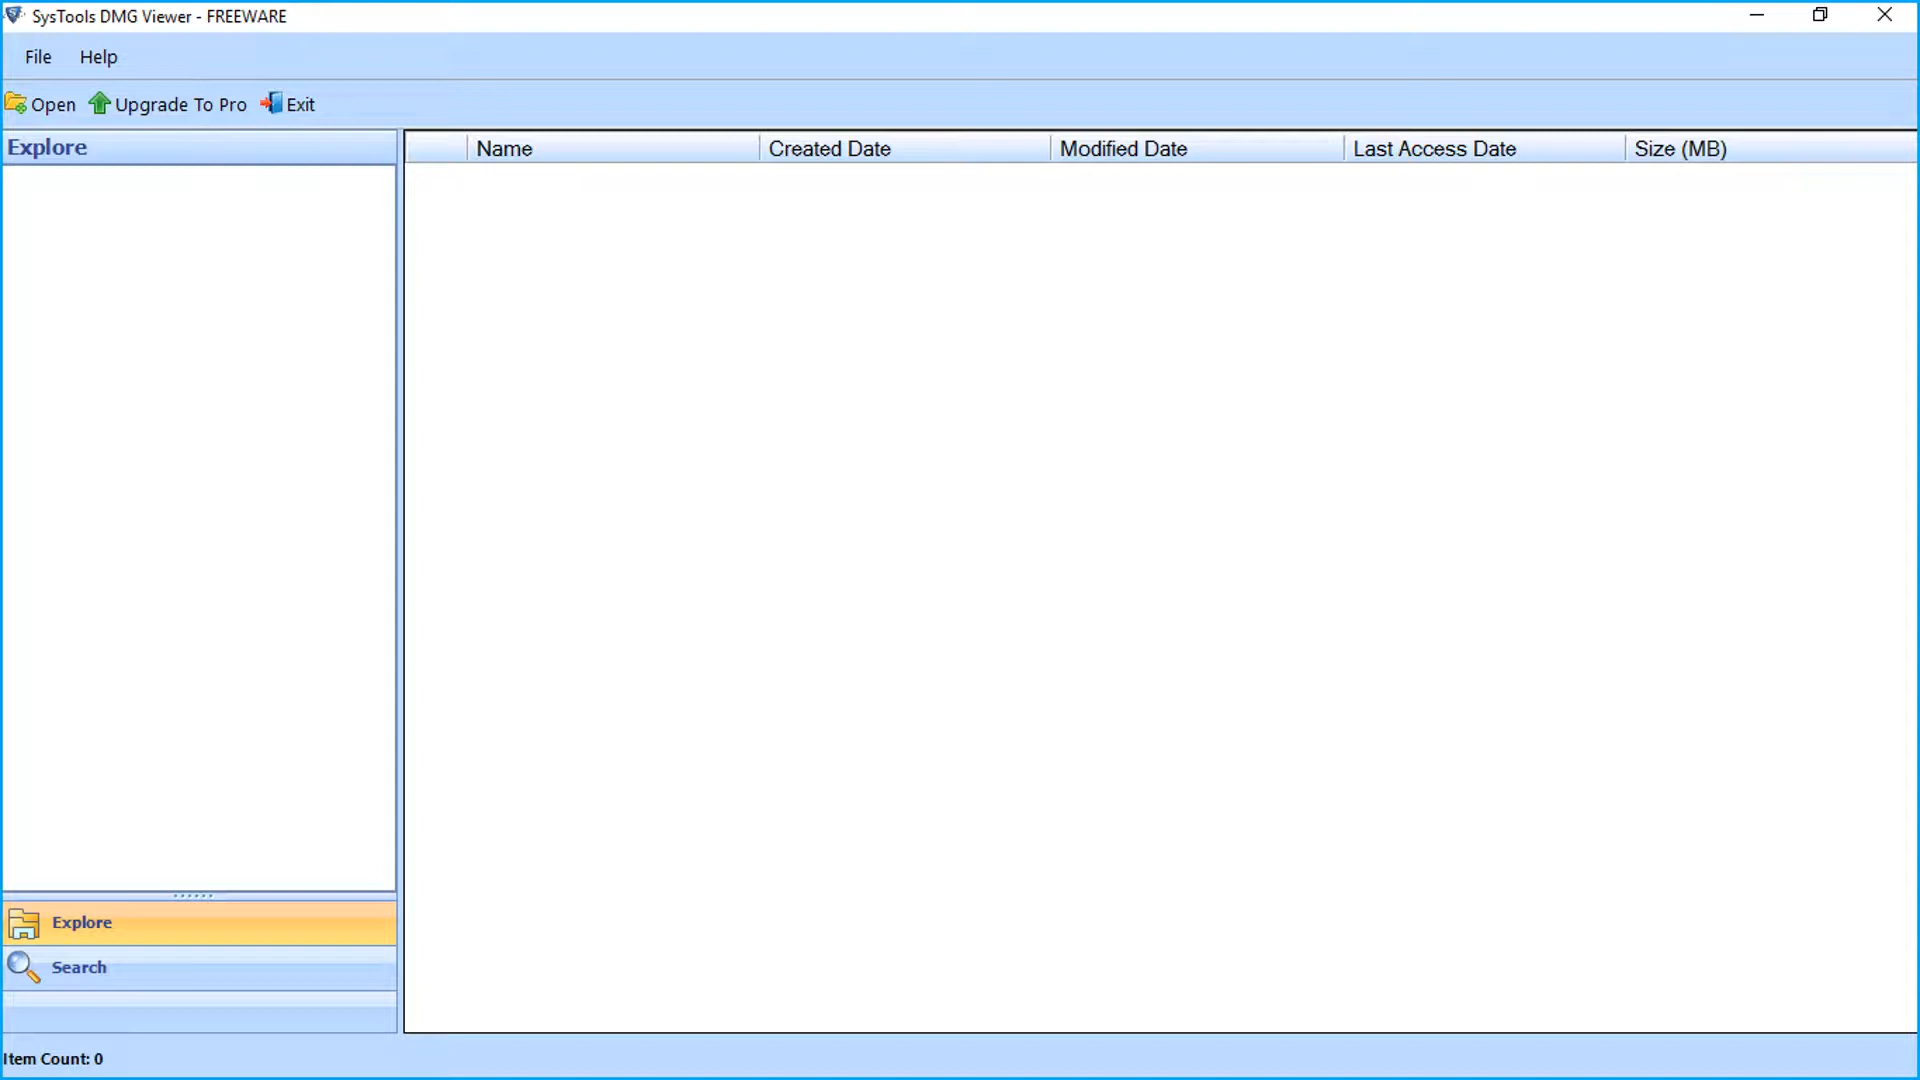 SysTools DMG Viewer - FREEWARE
File Help
Open Upgrade To Pro Exit
Explore
Name Created Date Modified Date Last Access Date Size (MB)
Explore
Search
Item Count: 0